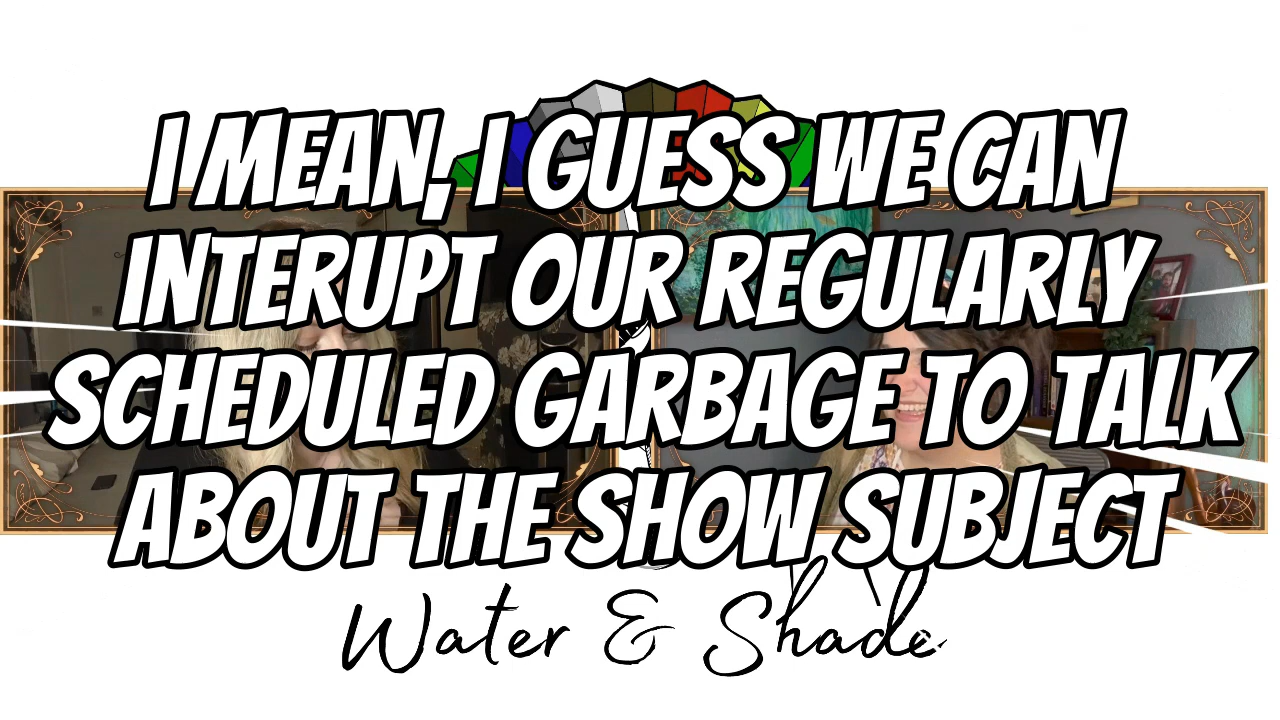 I MEAN, I GUESS WE CAN
INTERUPT OUR REGULARLY
SCHEDULED GARBAGE TO TALK
ABOUT THE SHOW SUBJECT
Water & Shade